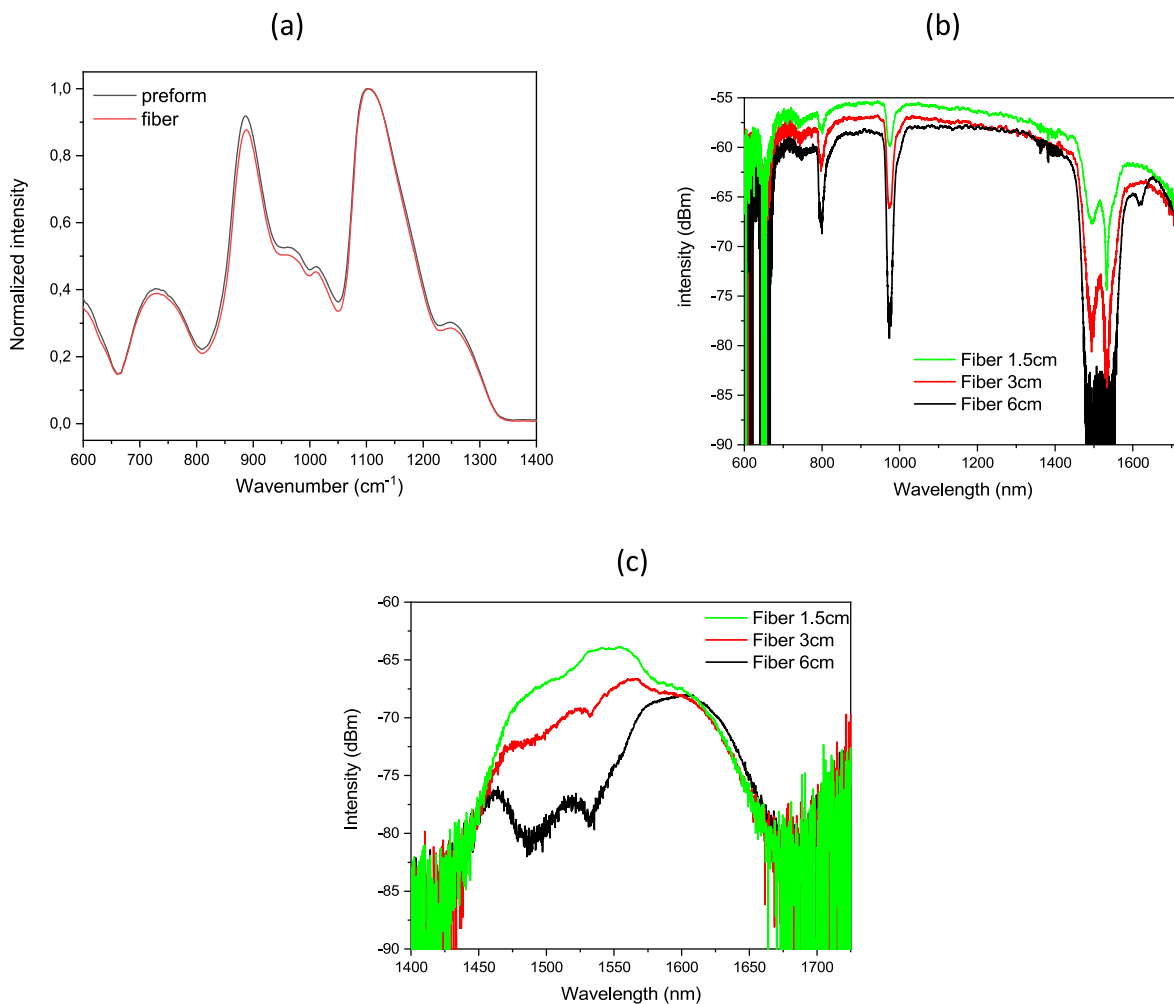 (a)
preform
fiber
1,0
0,8
0,6
0,4
0,2
0,0
Normalized intensity
600 700 800 900 1000 1100 1200 1300 1400
Wavenumber (cm⁻¹)
(b)
-55
-60
-65
-70
-75
-80
-85
-90
intensity (dBm)
Fiber 1.5cm
Fiber 3cm
Fiber 6cm
600 800 1000 1200 1400 1600
Wavelength (nm)
(c)
-60
-65
-70
-75
-80
-85
-90
Intensity (dBm)
Fiber 1.5cm
Fiber 3cm
Fiber 6cm
1400 1450 1500 1550 1600 1650 1700
Wavelength (nm)